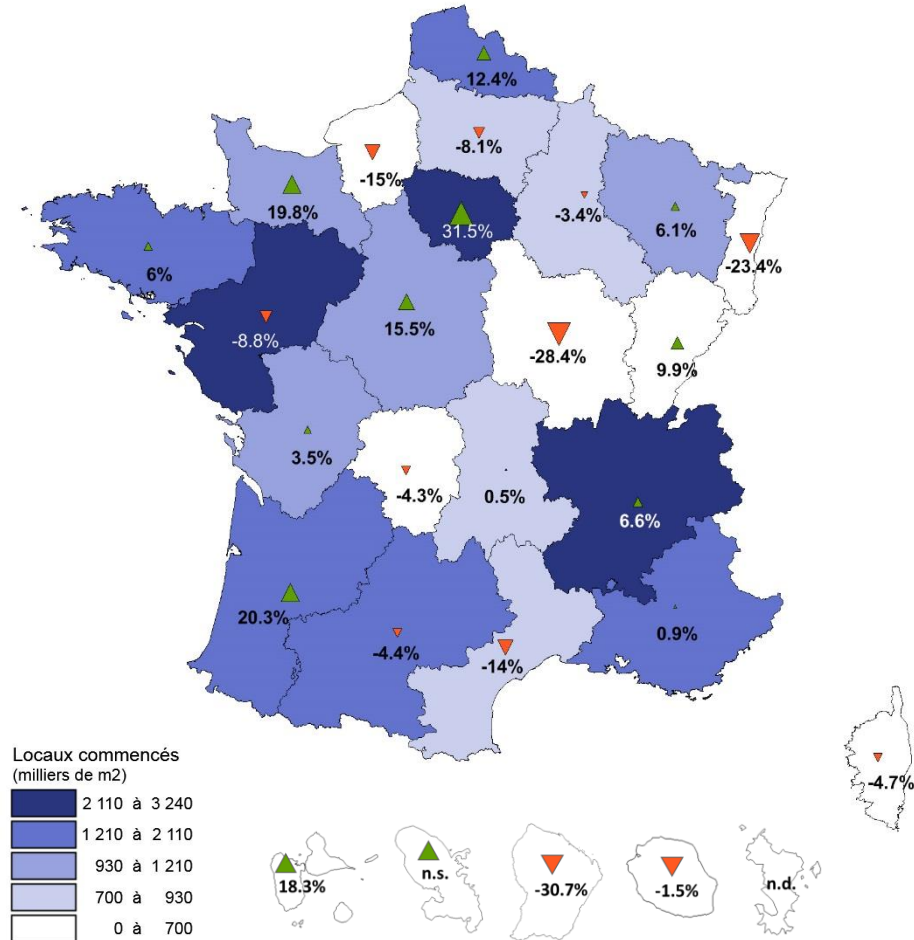 12.4%
-8.1%
-15%
19.8%
31.5%
-3.4%
6.1%
-23.4%
6%
-8.8%
15.5%
-28.4%
9.9%
3.5%
-4.3%
0.5%
6.6%
20.3%
-4.4%
-14%
0.9%
-4.7%
Locaux commencés
(milliers de m2)
2 110 à 3 240
1 210 à 2 110
930 à 1 210
700 à 930
0 à 700
18.3%
n.s.
-30.7%
-1.5%
n.d.